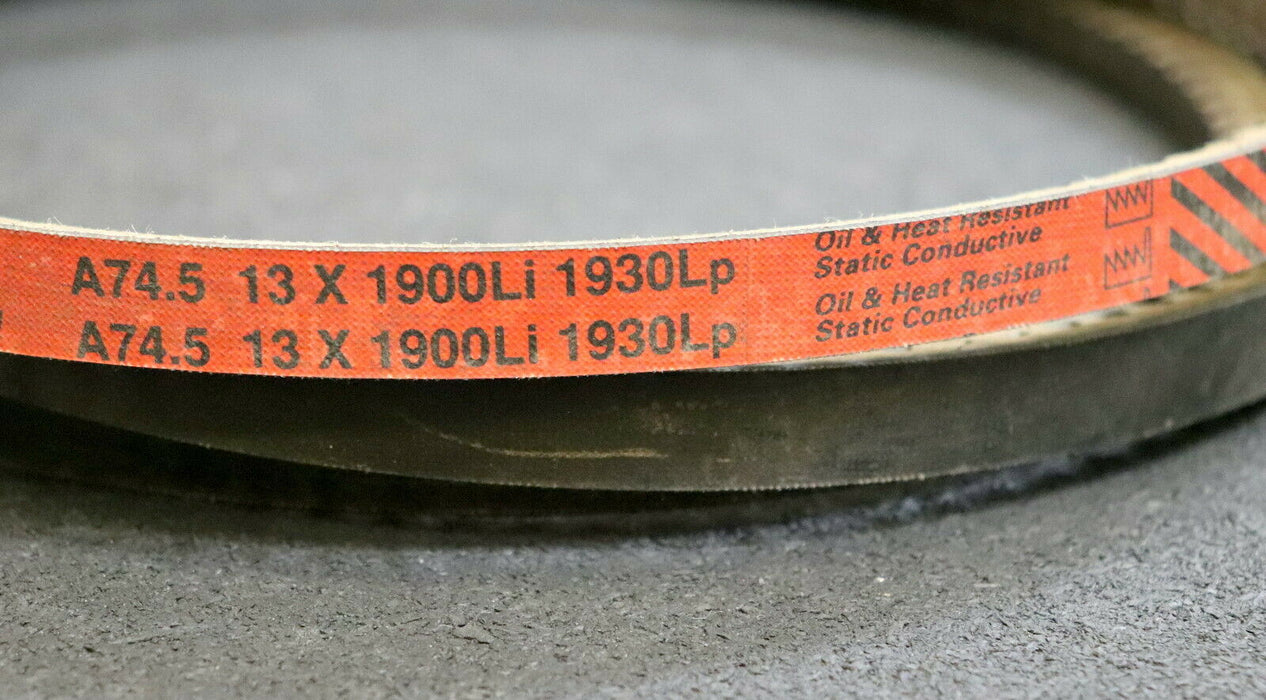 A74.5 13 X 1900Li 1930Lp
Oil & Heat Resistant
Static Conductive
A74.5 13 X 1900Li 1930Lp
Oil & Heat Resistant
Static Conductive